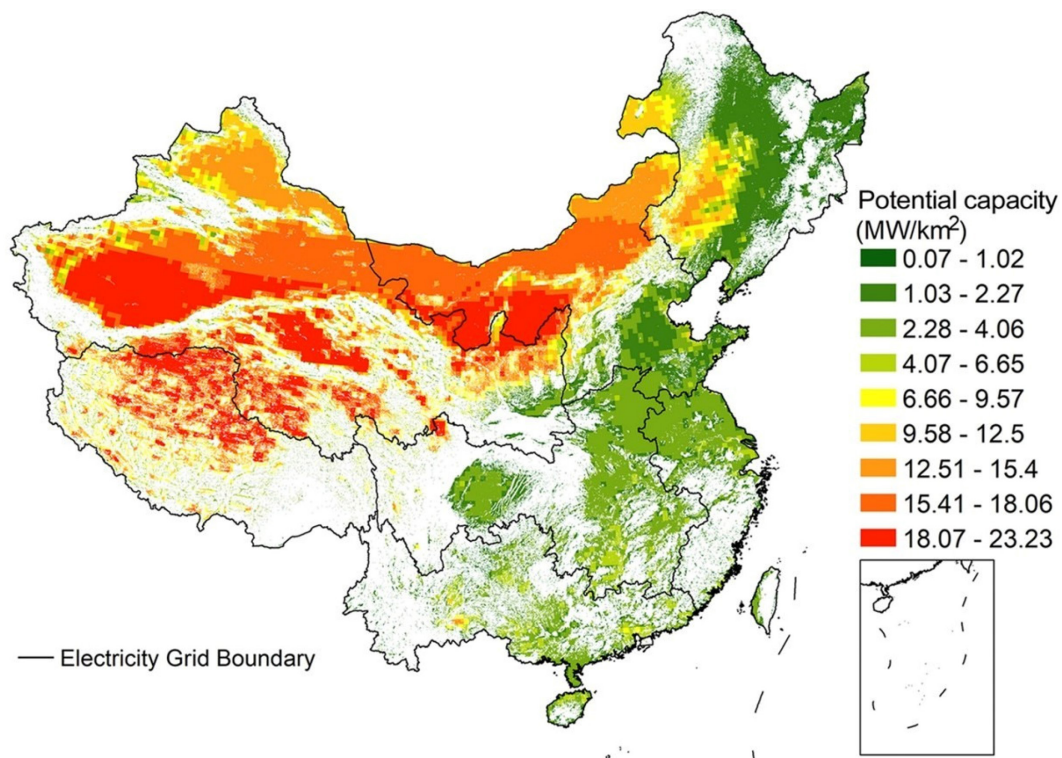 Potential capacity
(MW/km²)
0.07 - 1.02
1.03 - 2.27
2.28 - 4.06
4.07 - 6.65
6.66 - 9.57
9.58 - 12.5
12.51 - 15.4
15.41 - 18.06
18.07 - 23.23
Electricity Grid Boundary